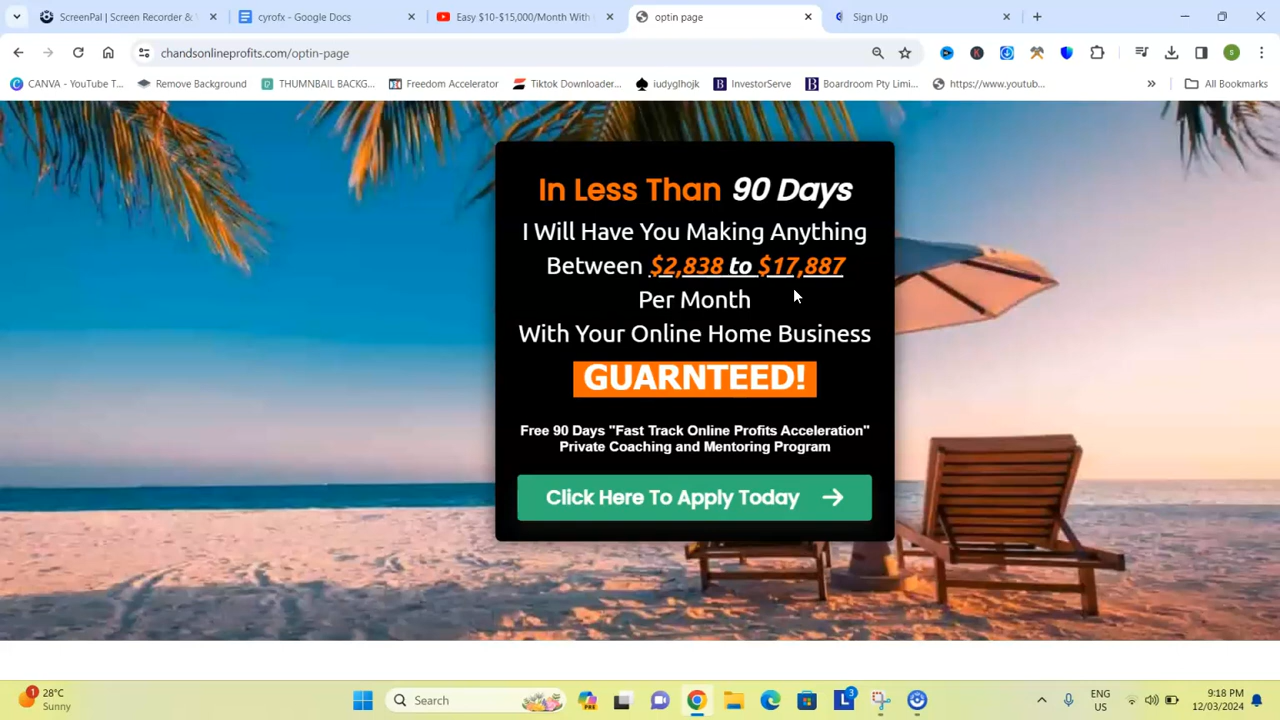 ScreenPal | Screen Recorder &
cyrofx - Google Docs
Easy $10-$15,000/Month With
optin page
Sign Up
chandsonlineprofits.com/optin-page
CANVA - YouTube T...
Remove Background
THUMNBAIL BACKG...
Freedom Accelerator
Tiktok Downloader...
iudyglhojk
InvestorServe
Boardroom Pty Limi...
https://www.youtub...
All Bookmarks
In Less Than 90 Days
I Will Have You Making Anything
Between $2,838 to $17,887
Per Month
With Your Online Home Business
GUARNTEED!
Free 90 Days "Fast Track Online Profits Acceleration"
Private Coaching and Mentoring Program
Click Here To Apply Today
1
28°C
Sunny
Search
PRE
L
3
ENG
US
9:18 PM
12/03/2024